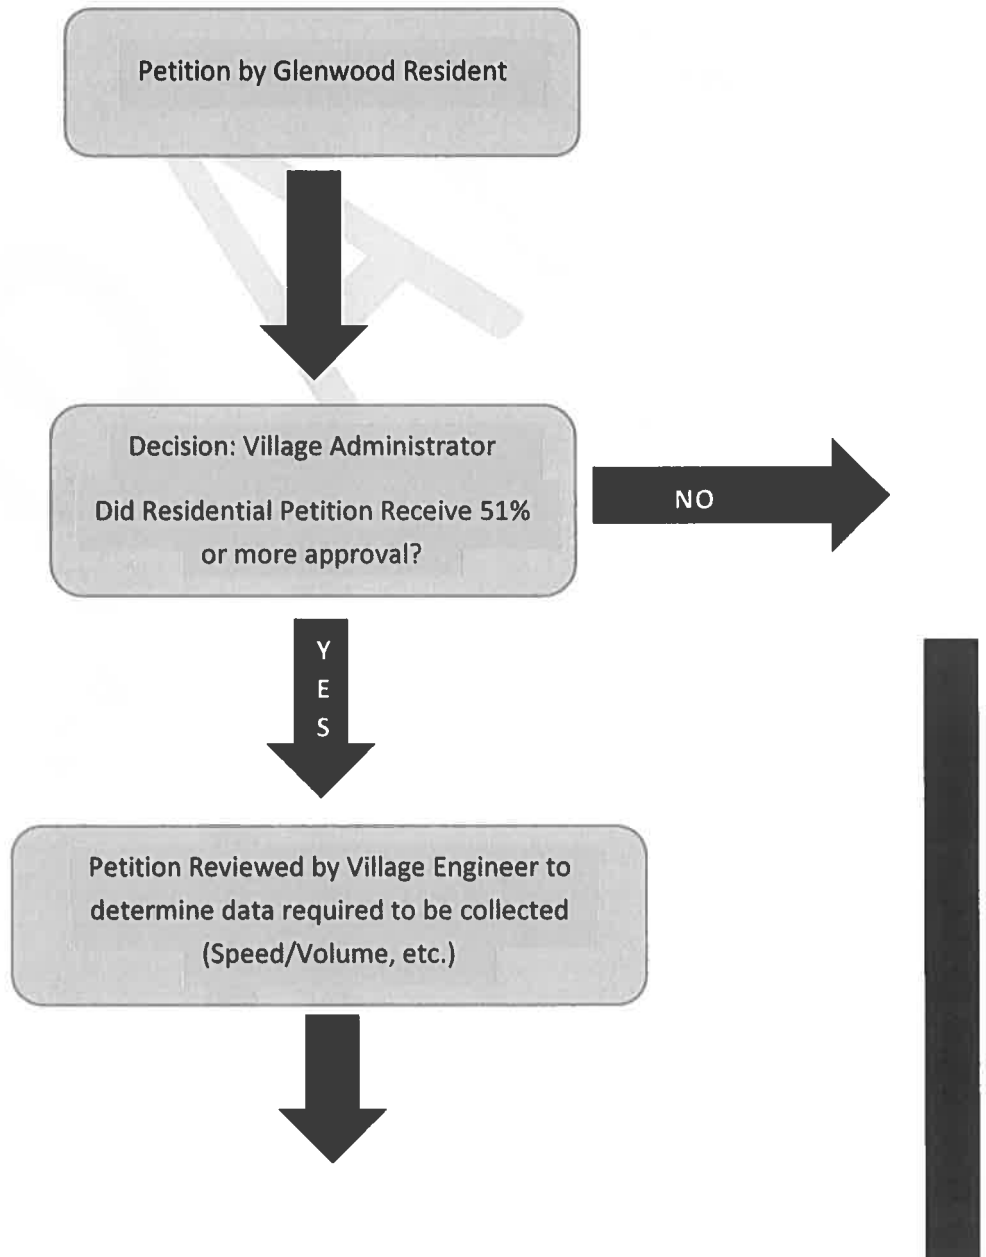 Petition by Glenwood Resident
Decision: Village Administrator
Did Residential Petition Receive 51%
or more approval?
NO
Y
E
S
Petition Reviewed by Village Engineer to
determine data required to be collected
(Speed/Volume, etc.)